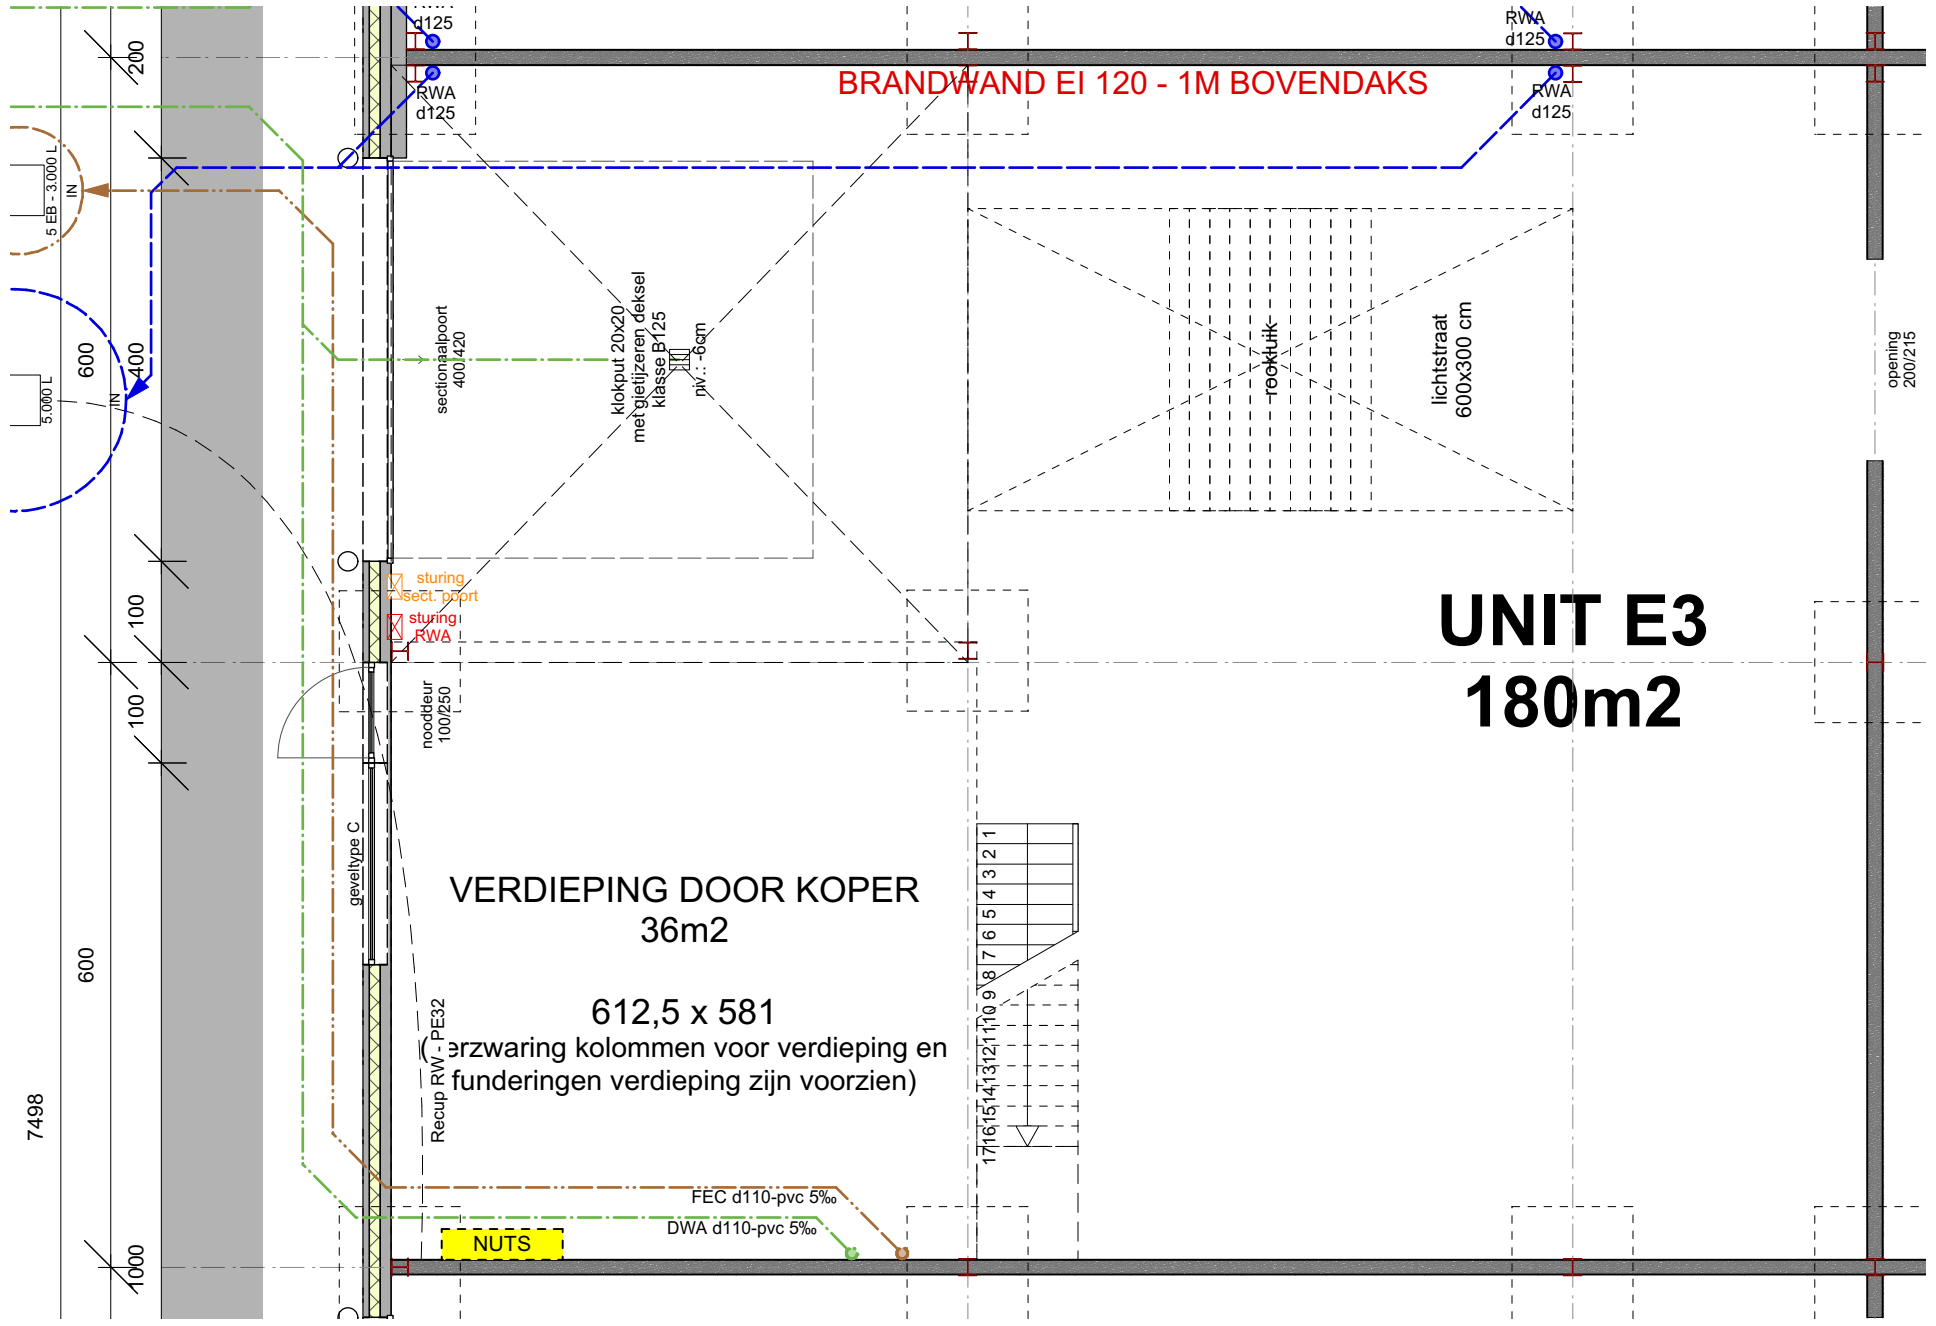 RWA
d125
RWA
d125
200
BRANDWAND EI 120 - 1M BOVENDAKS
RWA
d125
RWA
d125
5 EB - 3.000 L
IN
600
400
5.000 L
IN
sectionaalpoort
400/420
klokput 20x20
met gietijzeren deksel
klasse B125
niv.: -6cm
rookluik
lichtstraat
600x300 cm
opening
200/215
sturing
sect. poort
sturing
RWA
100
100
nooddeur
100/250
UNIT E3
180m2
geveltype C
VERDIEPING DOOR KOPER
36m2
612,5 x 581
( erzwaring kolommen voor verdieping en
funderingen verdieping zijn voorzien)
1
2
3
4
5
6
7
8
9
10
11
12
13
14
15
16
17
600
7498
Recup RW - PE32
FEC d110-pvc 5‰
DWA d110-pvc 5‰
NUTS
1000